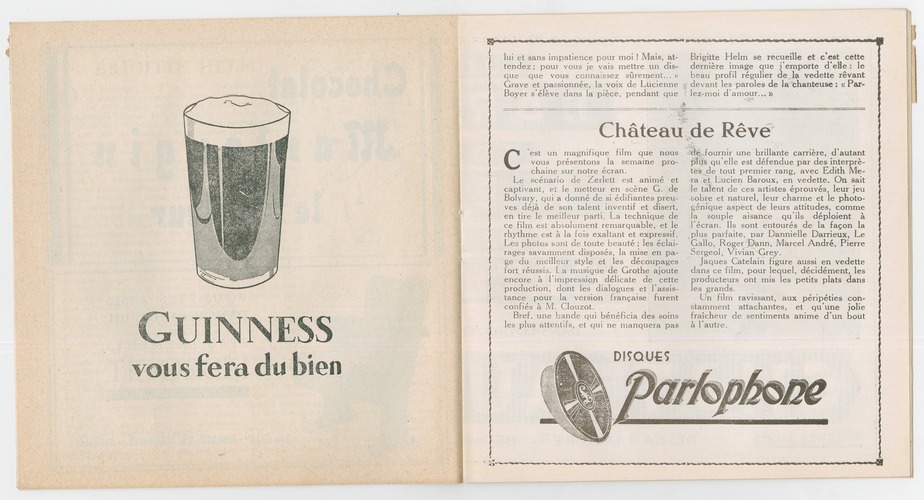 GUINNESS
vous fera du bien
lui et sans impatience pour moi ! Mais, at-
tendez ; pour vous je vais mettre un dis-
que que vous connaissez sûrement... »
Grave et passionnée, la voix de Lucienne
Boyer s'élève dans la pièce, pendant que
Brigitte Helm se recueille et c'est cette
dernière image que j'emporte d'elle : le
beau profil régulier de la vedette rêvant
devant les paroles de la chanteuse : « Par-
lez-moi d'amour... »
Château de Rêve
C'est un magnifique film que nous
vous présentons la semaine pro-
chaine sur notre écran.
Le scénario de Zerlett est animé et
captivant, et le metteur en scène G. de
Bolvary, qui a donné de si édifiantes preu-
ves déjà de son talent inventif et disert,
en tire le meilleur parti. La technique de
ce film est absolument remarquable, et le
rhythme est à la fois exaltant et expressif.
Les photos sont de toute beauté ; les éclai-
rages savamment disposés, la mise en pa-
ge du meilleur style et les découpages
fort réussis. La musique de Grothe ajoute
encore à l'impression délicate de cette
production, dont les dialogues et l'assis-
tance pour la version française furent
confiés à M. Clouzot.
Bref, une bande qui bénéficia des soins
les plus attentifs, et qui ne manquera pas
de fournir une brillante carrière, d'autant
plus qu'elle est défendue par des interprè-
tes de tout premier rang, avec Edith Me-
ra et Lucien Baroux, en vedette. On sait
le talent de ces artistes éprouvés, leur jeu
sobre et naturel, leur charme et le photo-
génique aspect de leurs attitudes, comme
la souple aisance qu'ils déploient à
l'écran. Ils sont entourés de la façon la
plus parfaite, par Dannielle Darrieux, Le
Gallo, Roger Dann, Marcel André, Pierre
Sergeol, Vivian Grey.
Jaques Catelain figure aussi en vedette
dans ce film, pour lequel, décidément, les
producteurs ont mis les petits plats dans
les grands.
Un film ravissant, aux péripéties con-
stamment attachantes, et qu'une jolie
fraîcheur de sentiments anime d'un bout
à l'autre.
DISQUES
Parlophone